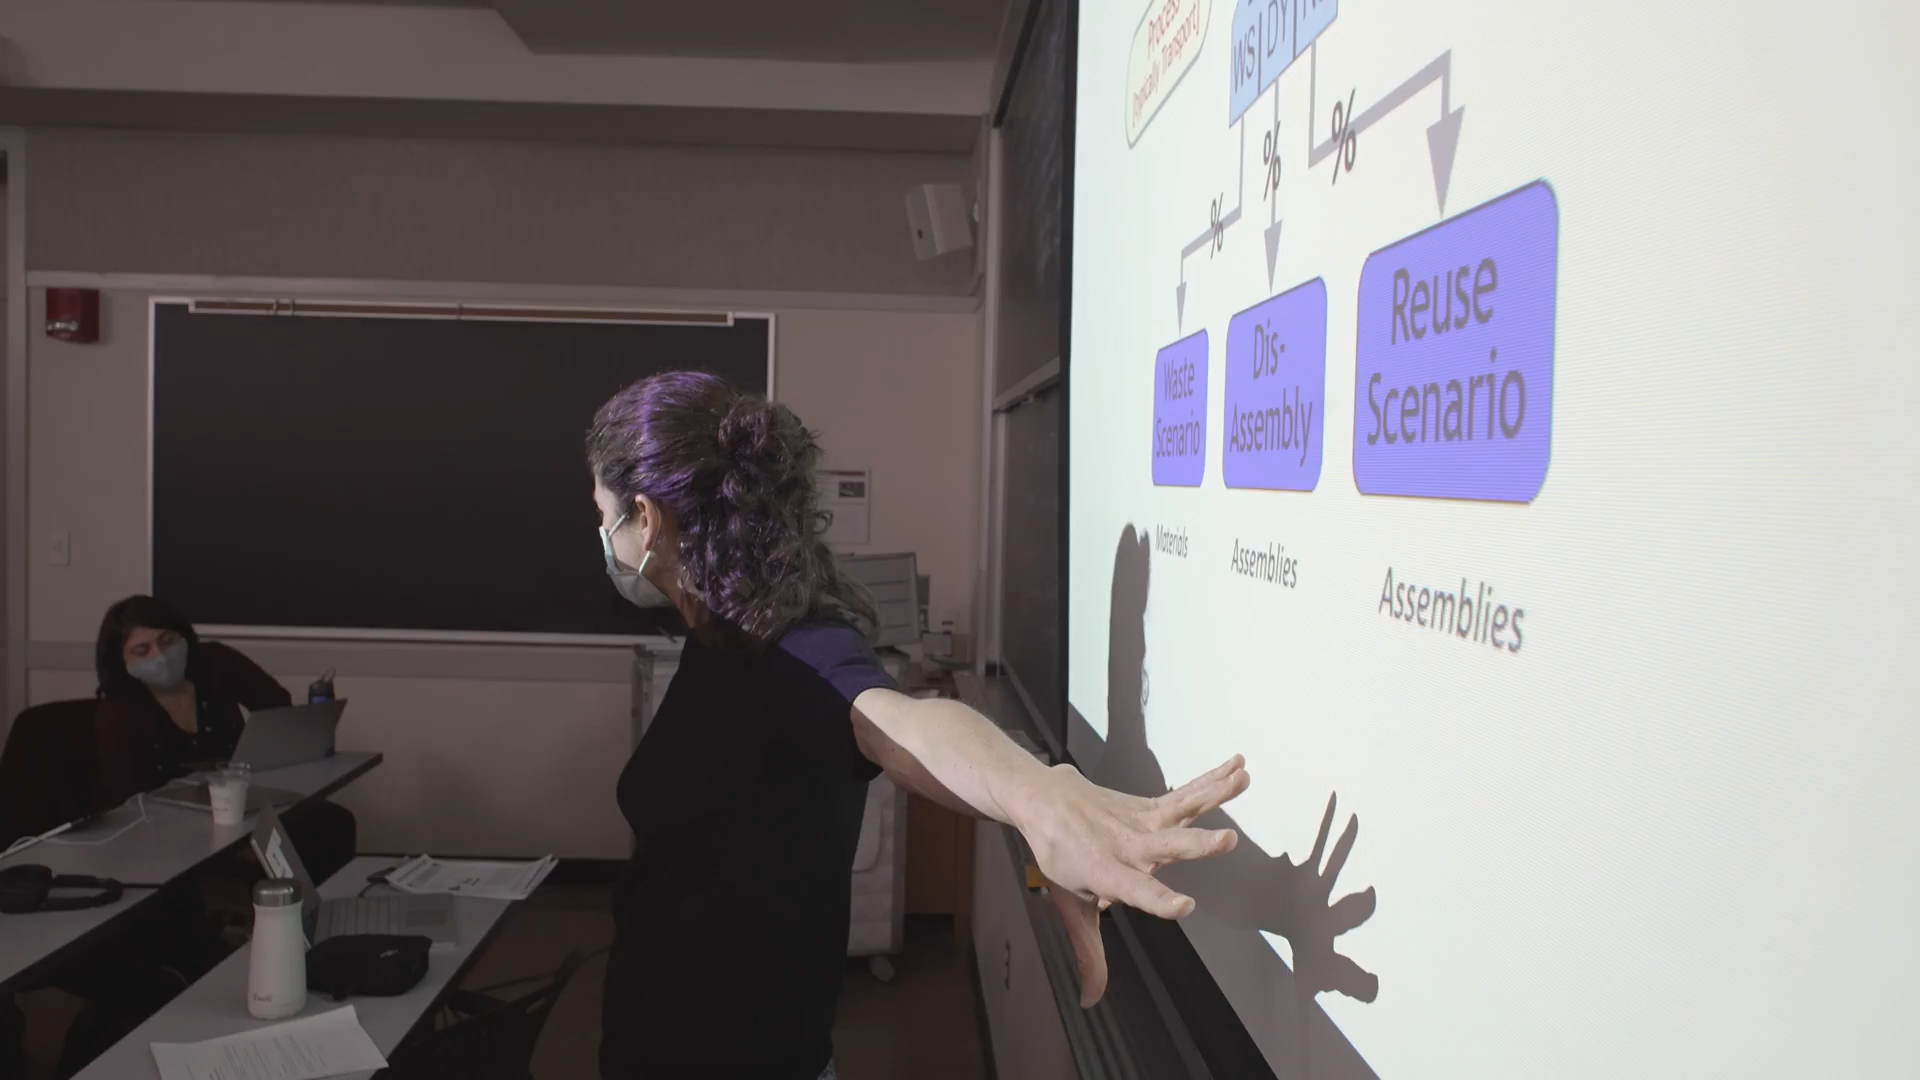 Process
[typically Transport]
WS|DY|
%
%
%
Waste
Scenario
Dis-
Assembly
Reuse
Scenario
Materials
Assemblies
Assemblies